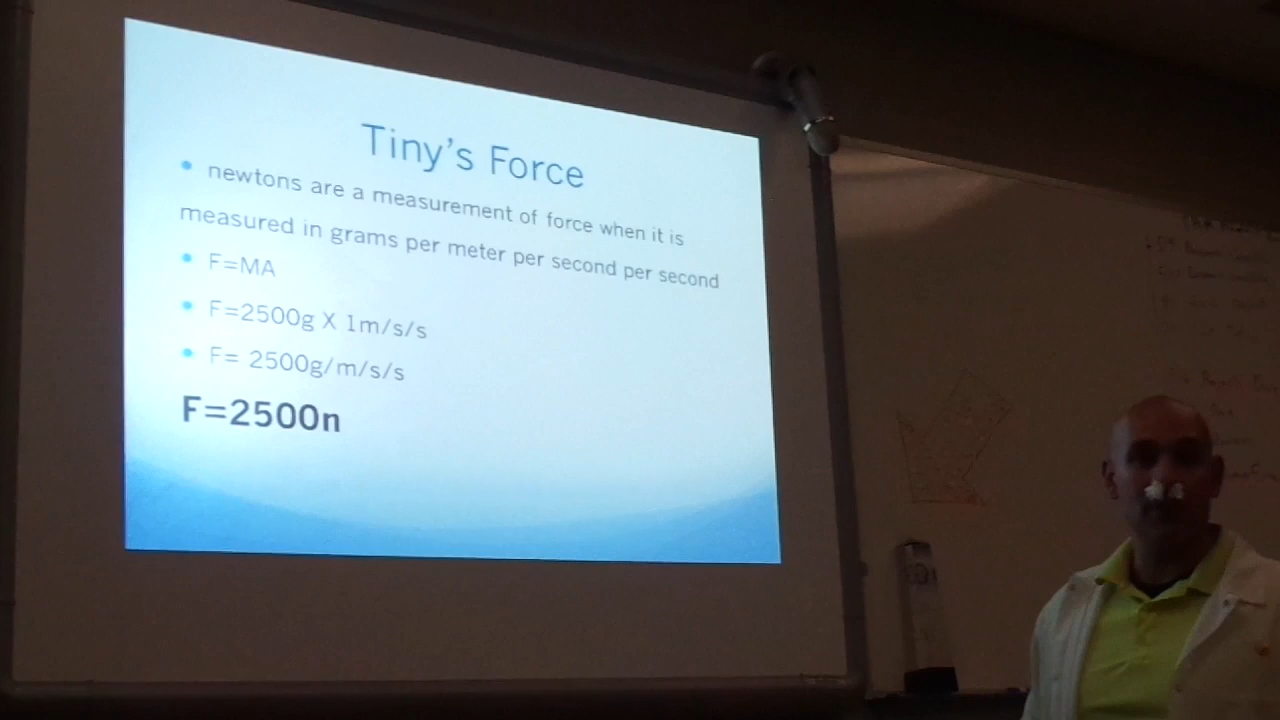 Tiny's Force
• newtons are a measurement of force when it is
measured in grams per meter per second per second
• F=MA
• F=2500g X 1m/s/s
• F= 2500g/m/s/s
F=2500n